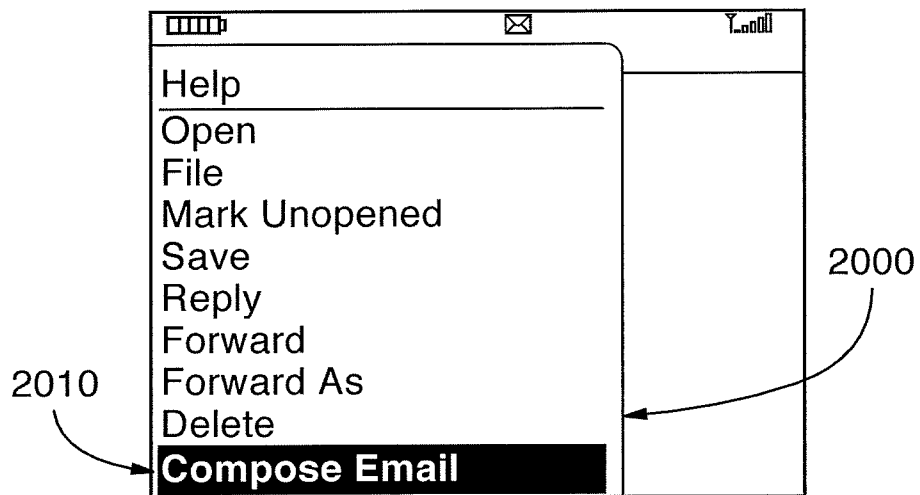 Help
Open
File
Mark Unopened
Save
Reply
Forward
Forward As
Delete
Compose Email
2000
2010